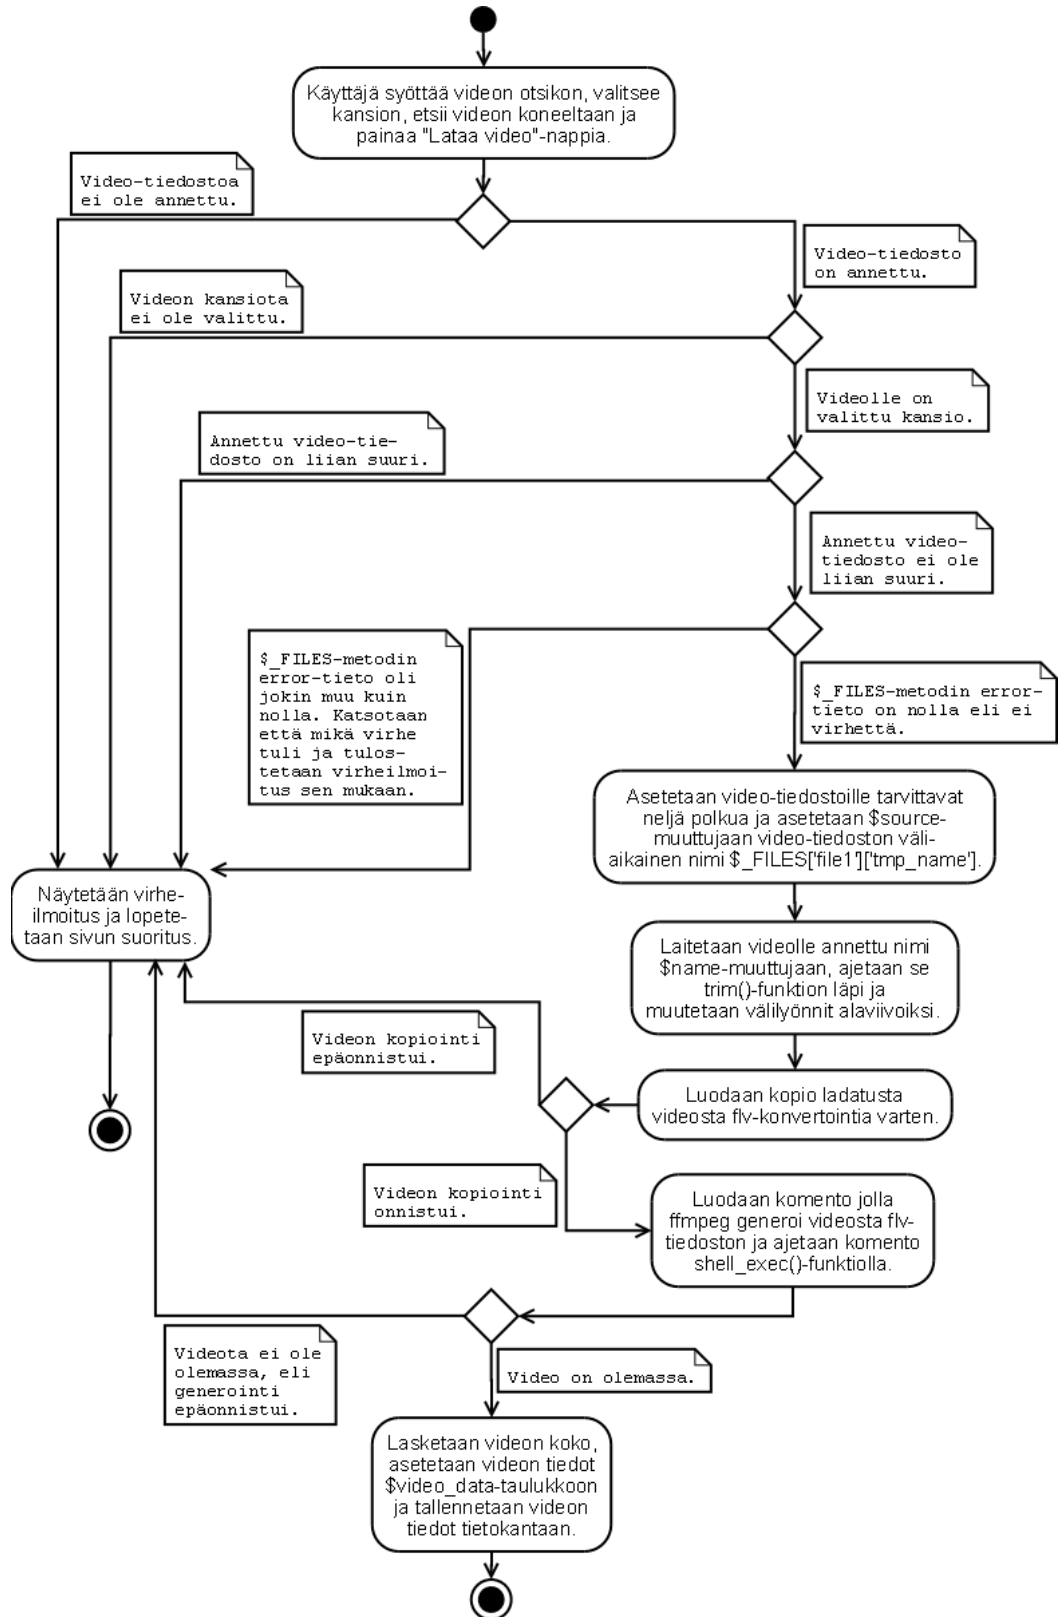 Käyttäjä syöttää videon otsikon, valitsee
kansion, etsii videon koneeltaan ja
painaa "Lataa video"-nappia.
Video-tiedostoa
ei ole annettu.
Video-tiedosto
on annettu.
Videon kansiota
ei ole valittu.
Videolle on
valittu kansio.
Annettu video-tie-
dosto on liian suuri.
Annettu video-
tiedosto ei ole
liian suuri.
$_FILES-metodin
error-tieto oli
jokin muu kuin
nolla. Katsotaan
että mikä virhe
tuli ja tulos-
tetaan virheilmoi-
tus sen mukaan.
$_FILES-metodin error-
tieto on nolla eli ei
virhettä.
Asetetaan video-tiedostoille tarvittavat
neljä polkua ja asetetaan $source-
muuttujaan video-tiedoston väli-
aikainen nimi $_FILES['file1']['tmp_name'].
Näytetään virhe-
ilmoitus ja lopete-
taan sivun suoritus.
Laitetaan videolle annettu nimi
$name-muuttujaan, ajetaan se
trim()-funktion läpi ja
muutetaan välilyönnit alaviivoiksi.
Videon kopiointi
epäonnistui.
Luodaan kopio ladatusta
videosta flv-konvertointia varten.
Videon kopiointi
onnistui.
Luodaan komento jolla
ffmpeg generoi videosta flv-
tiedoston ja ajetaan komento
shell_exec()-funktiolla.
Videota ei ole
olemassa, eli
generointi
epäonnistui.
Video on olemassa.
Lasketaan videon koko,
asetetaan videon tiedot
$video_data-taulukkoon
ja tallennetaan videon
tiedot tietokantaan.